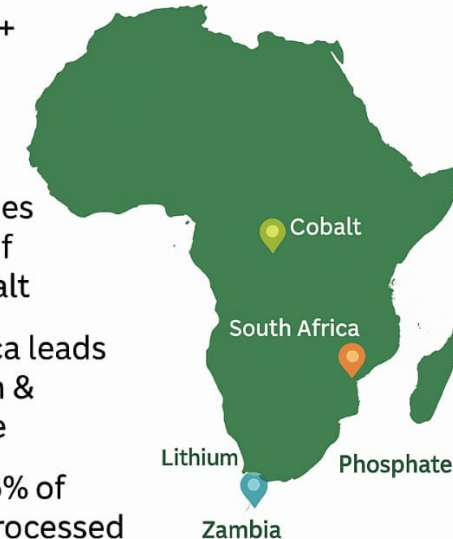 +
es
f
alt
ca leads
n &
e
% of
rocessed
Cobalt
South Africa
Lithium
Phosphate
Zambia